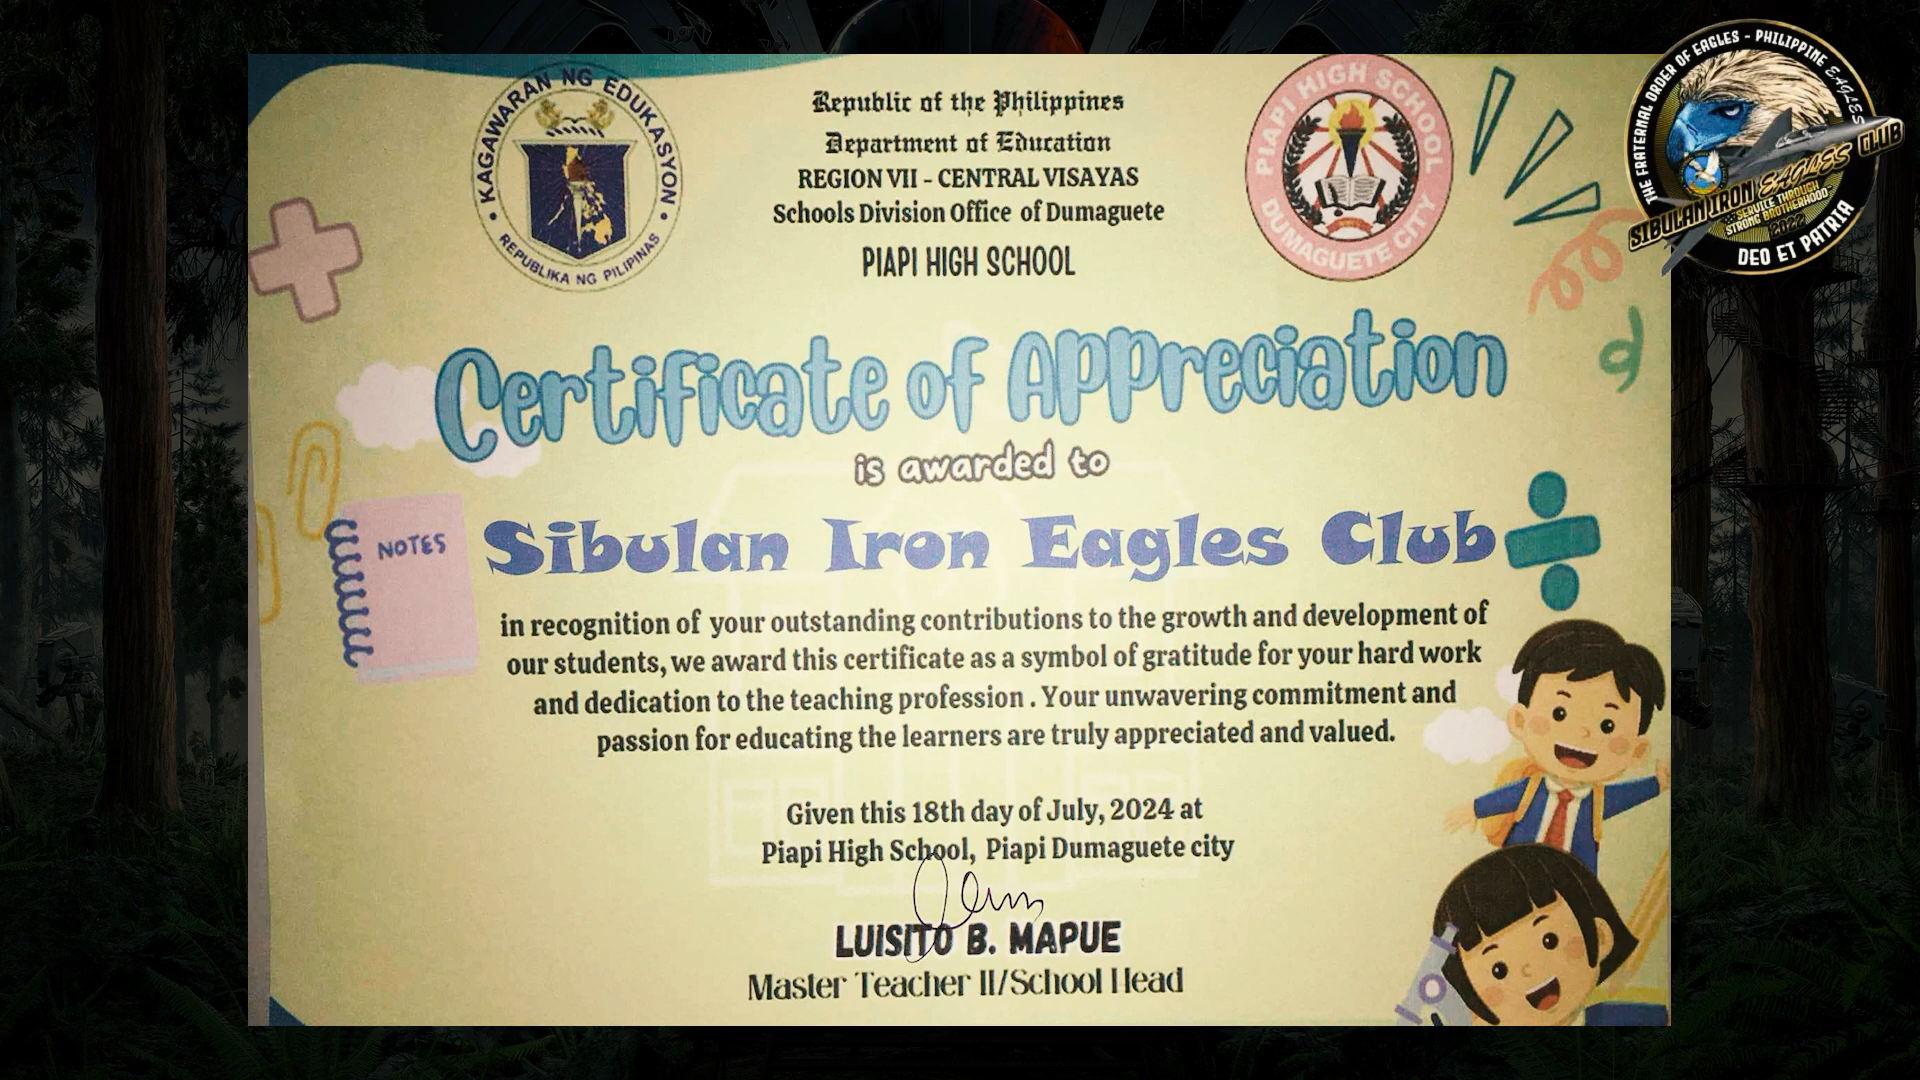 KAGAWARAN NG EDUKASYON
REPUBLIKA NG PILIPINAS
Republic of the Philippines
Department of Education
REGION VII - CENTRAL VISAYAS
Schools Division Office of Dumaguete
PIAPI HIGH SCHOOL
PIAPI HIGH SCHOOL
DUMAGUETE CITY
THE FRATERNAL ORDER OF EAGLES - PHILIPPINE EAGLES
SIBULAN IRON EAGLES CLUB
"SERVICE THROUGH
STRONG BROTHERHOOD"
2022
DEO ET PATRIA
Certificate of Appreciation
is awarded to
NOTES
Sibulan Iron Eagles Club
in recognition of your outstanding contributions to the growth and development of
our students, we award this certificate as a symbol of gratitude for your hard work
and dedication to the teaching profession . Your unwavering commitment and
passion for educating the learners are truly appreciated and valued.
Given this 18th day of July, 2024 at
Piapi High School, Piapi Dumaguete city
LUISITO B. MAPUE
Master Teacher II/School Head